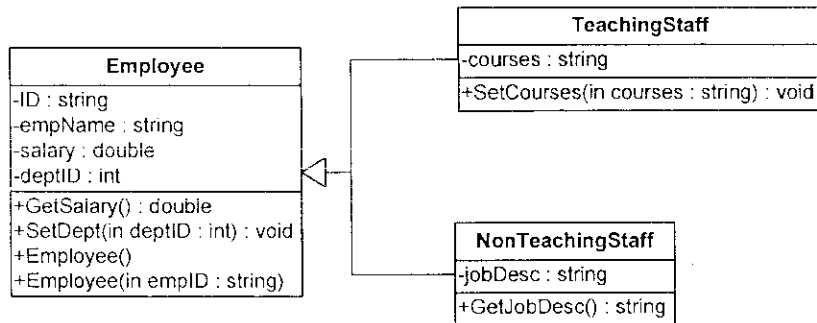 Employee
-ID : string
-empName : string
-salary : double
-deptID : int
+GetSalary() : double
+SetDept(in deptID : int) : void
+Employee()
+Employee(in empID : string)
TeachingStaff
-courses : string
+SetCourses(in courses : string) : void
NonTeachingStaff
-jobDesc : string
+GetJobDesc() : string